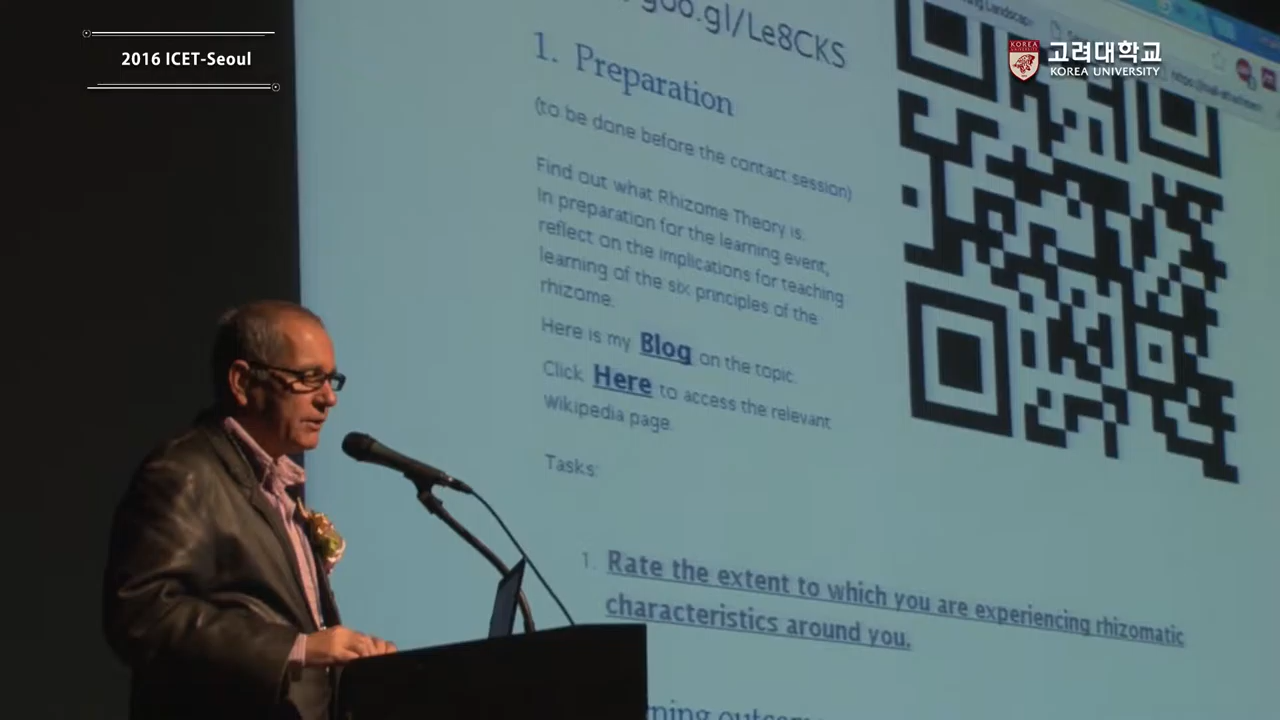 2016 ICET-Seoul
KOREA
고려대학교
KOREA UNIVERSITY
goo.gl/Le8CKS
1. Preparation
(to be done before the contact session)
Find out what Rhizome Theory is.
In preparation for the learning event,
reflect on the implications for teaching
learning of the six principles of the
rhizome.
Here is my Blog on the topic.
Click Here to access the relevant
Wikipedia page.
Tasks:
1. Rate the extent to which you are experiencing rhizomatic
characteristics around you.